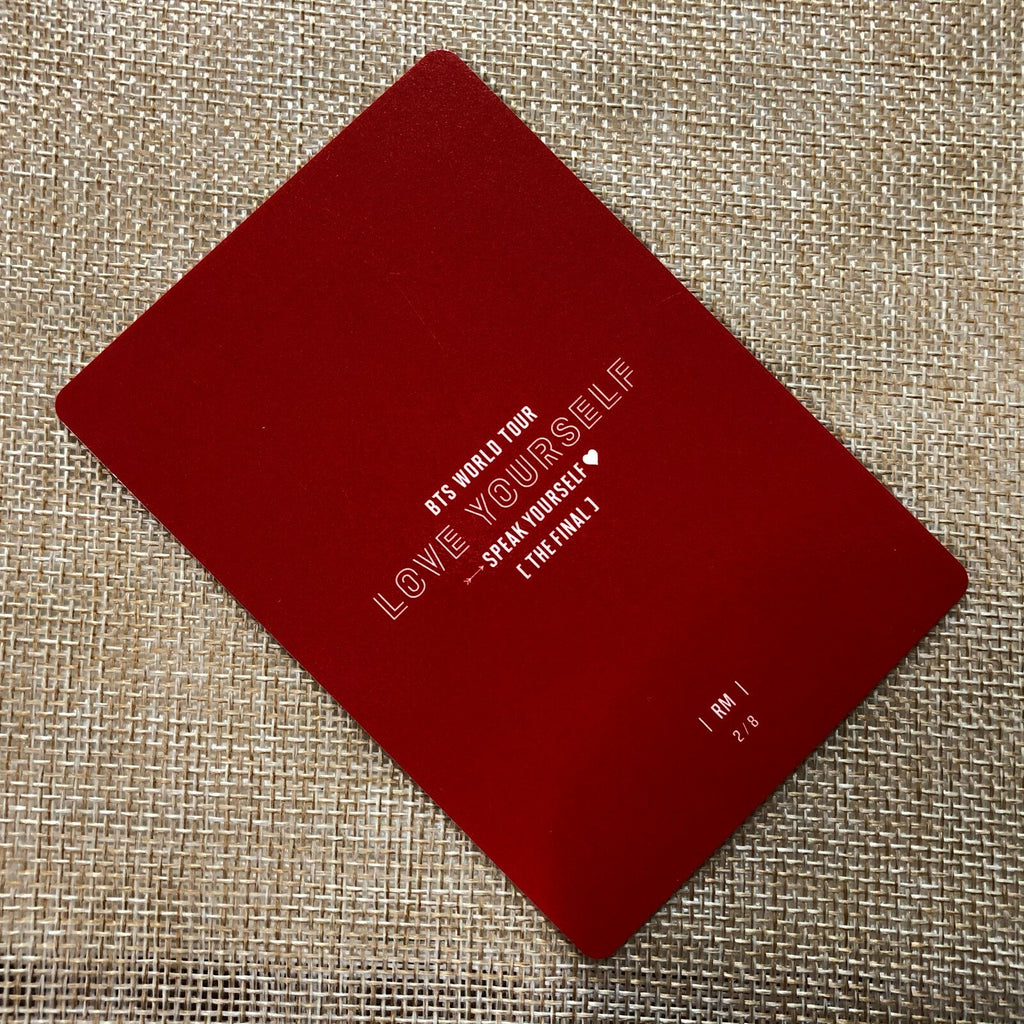 BTS WORLD TOUR
LOVE YOURSELF
SPEAK YOURSELF
[ THE FINAL ]
| RM |
2/8